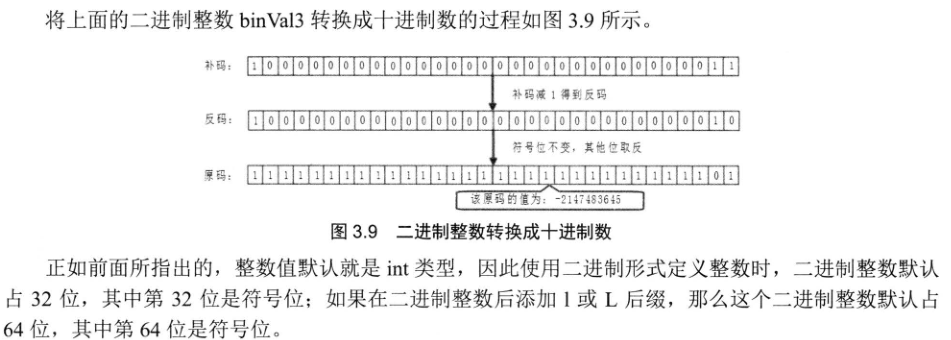 将上面的二进制整数 binVal3 转换成十进制数的过程如图 3.9 所示。
补码: 1 0 0 0 0 0 0 0 0 0 0 0 0 0 0 0 0 0 0 0 0 0 0 0 0 0 0 0 0 0 1 1
补码减 1 得到反码
反码: 1 0 0 0 0 0 0 0 0 0 0 0 0 0 0 0 0 0 0 0 0 0 0 0 0 0 0 0 0 0 1 0
符号位不变，其他位取反
原码: 1 1 1 1 1 1 1 1 1 1 1 1 1 1 1 1 1 1 1 1 1 1 1 1 1 1 1 1 1 1 0 1
该原码的值为: -2147483645
图 3.9 二进制整数转换成十进制数
正如前面所指出的，整数值默认就是 int 类型，因此使用二进制形式定义整数时，二进制整数默认
占 32 位，其中第 32 位是符号位；如果在二进制整数后添加 l 或 L 后缀，那么这个二进制整数默认占
64 位，其中第 64 位是符号位。